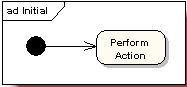 ad Initial
Perform
Action